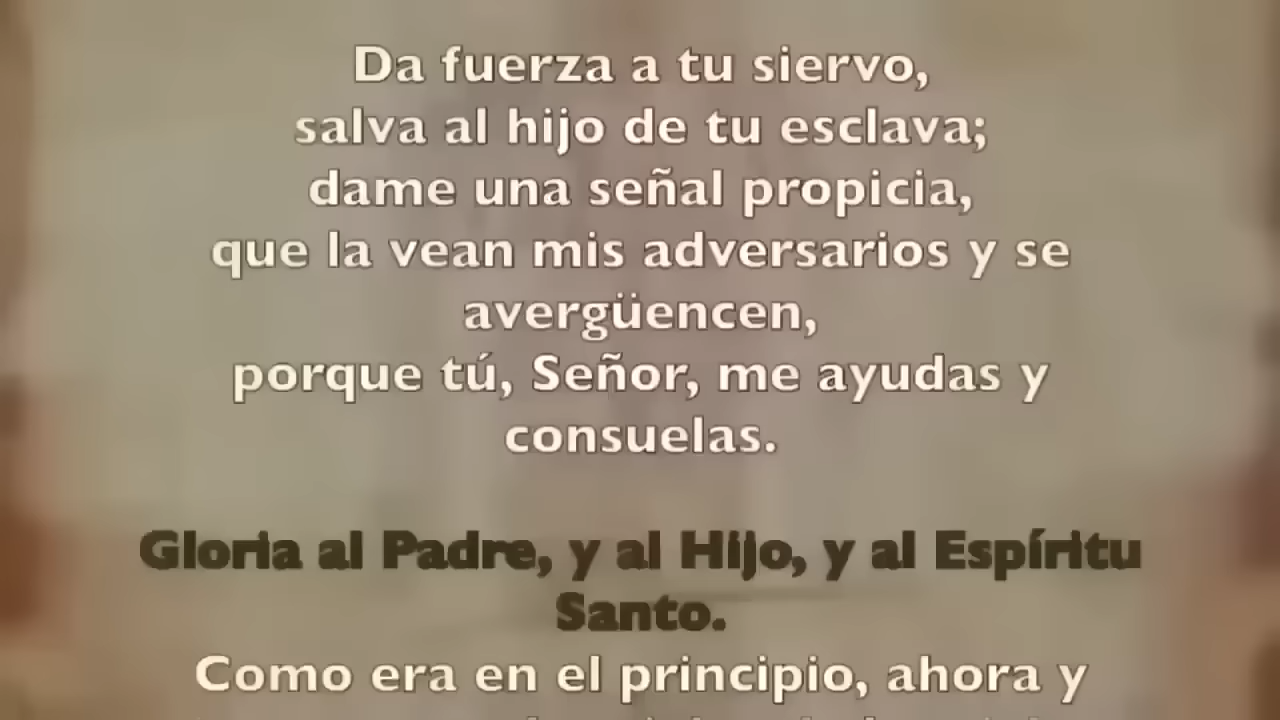 Da fuerza a tu siervo,
salva al hijo de tu esclava;
dame una señal propicia,
que la vean mis adversarios y se
avergüencen,
porque tú, Señor, me ayudas y
consuelas.
Gloria al Padre, y al Hijo, y al Espíritu
Santo.
Como era en el principio, ahora y